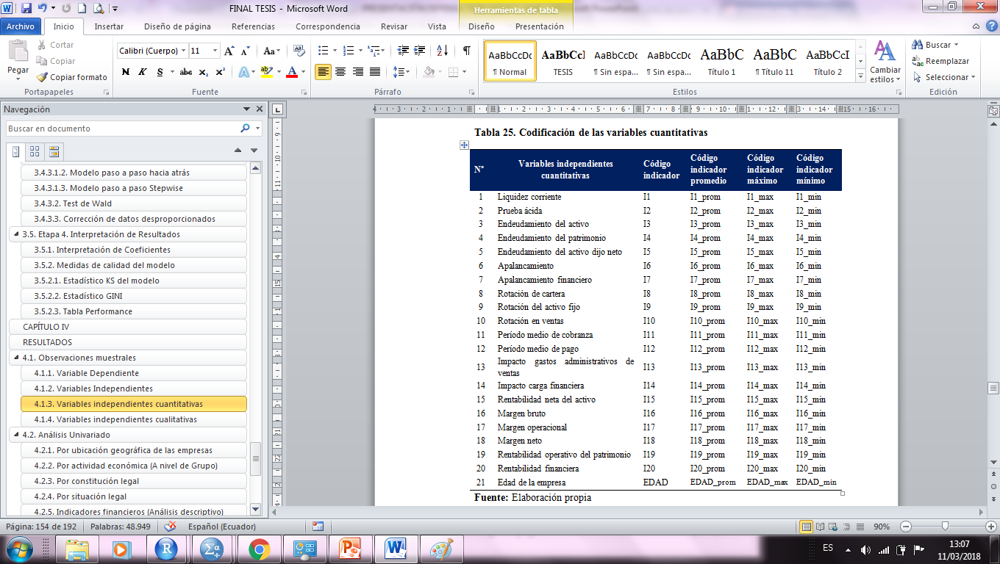 FINAL TESIS - Microsoft Word
Herramientas de tabla
Archivo Inicio Insertar Diseño de página Referencias Correspondencia Revisar Vista Diseño Presentación
Pegar
Cortar
Copiar
Copiar formato
Portapapeles
Calibri (Cuerpo) 11
N K S abc x₂ x²
Fuente
Párrafo
AaBbCcDc AaBbCcI AaBbCcDc AaBbCcDc AaBbC AaBbC AaBbCcI
¶ Normal TESIS ¶ Sin espa... ¶ Sin espa... Título 1 ¶ Título 11 ¶ Título 2
Cambiar estilos
Estilos
Buscar
Reemplazar
Seleccionar
Edición
Navegación
Buscar en documento
3.4.3.1.2. Modelo paso a paso hacia atrás
3.4.3.1.3. Modelo paso a paso Stepwise
3.4.3.2. Test de Wald
3.4.3.3. Corrección de datos desproporcionados
3.5. Etapa 4. Interpretación de Resultados
3.5.1. Interpretación de Coeficientes
3.5.2. Medidas de calidad del modelo
3.5.2.1. Estadístico KS del modelo
3.5.2.2. Estadístico GINI
3.5.2.3. Tabla Performance
CAPÍTULO IV
RESULTADOS
4.1. Observaciones muestrales
4.1.1. Variable Dependiente
4.1.2. Variables Independientes
4.1.3. Variables independientes cuantitativas
4.1.4. Variables independientes cualitativas
4.2. Análisis Univariado
4.2.1. Por ubicación geográfica de las empresas
4.2.2. Por actividad económica (A nivel de Grupo)
4.2.3. Por constitución legal
4.2.4. Por situación legal
4.2.5. Indicadores financieros (Análisis descriptivo)
Tabla 25. Codificación de las variables cuantitativas
N° Variables independientes cuantitativas Código indicador Código indicador promedio Código indicador máximo Código indicador mínimo
1 Liquidez corriente I1 I1_prom I1_max I1_min
2 Prueba ácida I2 I2_prom I2_max I2_min
3 Endeudamiento del activo I3 I3_prom I3_max I3_min
4 Endeudamiento del patrimonio I4 I4_prom I4_max I4_min
5 Endeudamiento del activo dijo neto I5 I5_prom I5_max I5_min
6 Apalancamiento I6 I6_prom I6_max I6_min
7 Apalancamiento financiero I7 I7_prom I7_max I7_min
8 Rotación de cartera I8 I8_prom I8_max I8_min
9 Rotación del activo fijo I9 I9_prom I9_max I9_min
10 Rotación en ventas I10 I10_prom I10_max I10_min
11 Período medio de cobranza I11 I11_prom I11_max I11_min
12 Período medio de pago I12 I12_prom I12_max I12_min
13 Impacto gastos administrativos de ventas I13 I13_prom I13_max I13_min
14 Impacto carga financiera I14 I14_prom I14_max I14_min
15 Rentabilidad neta del activo I15 I15_prom I15_max I15_min
16 Margen bruto I16 I16_prom I16_max I16_min
17 Margen operacional I17 I17_prom I17_max I17_min
18 Margen neto I18 I18_prom I18_max I18_min
19 Rentabilidad operativo del patrimonio I19 I19_prom I19_max I19_min
20 Rentabilidad financiera I20 I20_prom I20_max I20_min
21 Edad de la empresa EDAD EDAD_prom EDAD_max EDAD_min
Fuente: Elaboración propia
Página: 154 de 192 Palabras: 48.949 Español (Ecuador) 90%
ES 13:07
11/03/2018